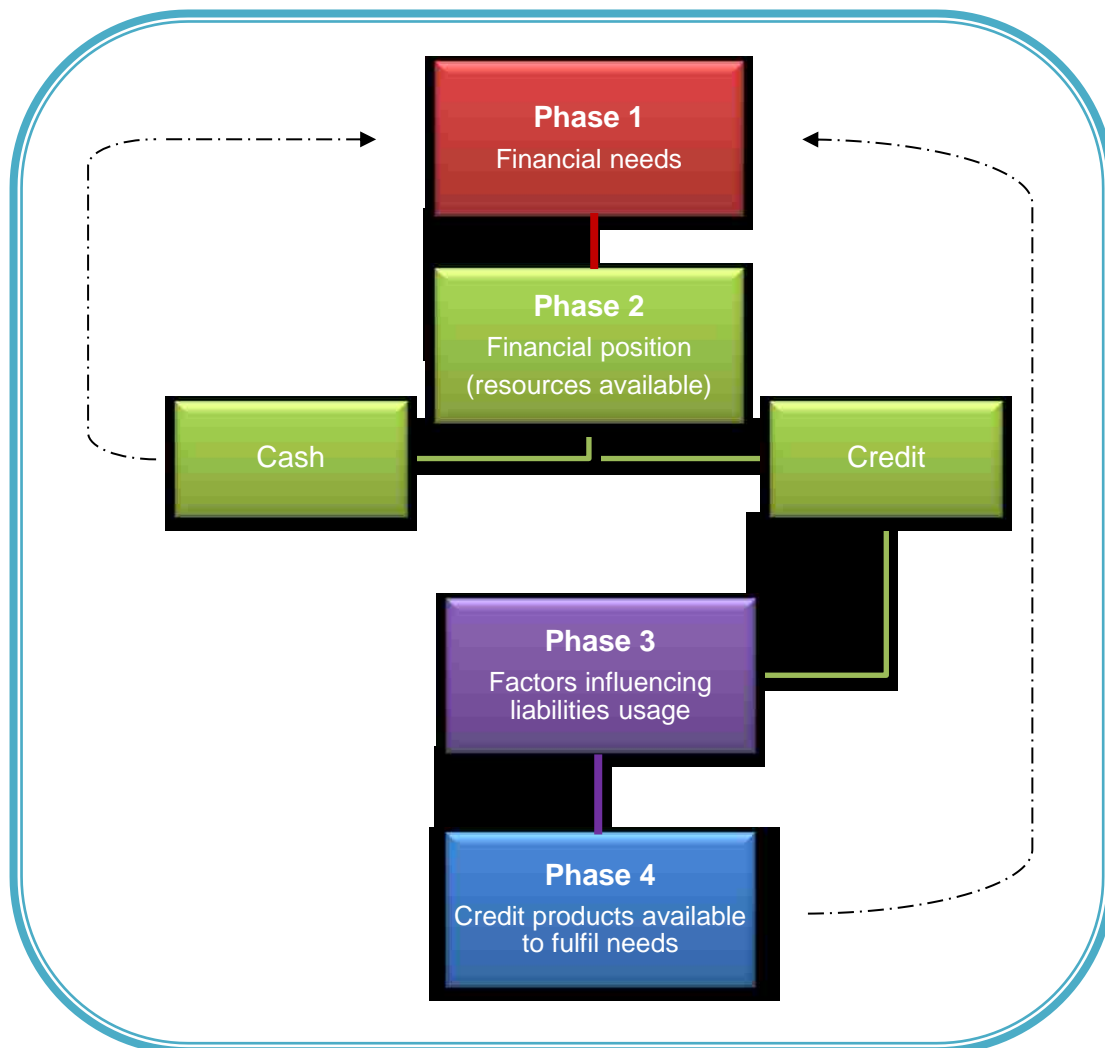 Phase 1
Financial needs
Phase 2
Financial position
(resources available)
Cash
Credit
Phase 3
Factors influencing
liabilities usage
Phase 4
Credit products available
to fulfil needs